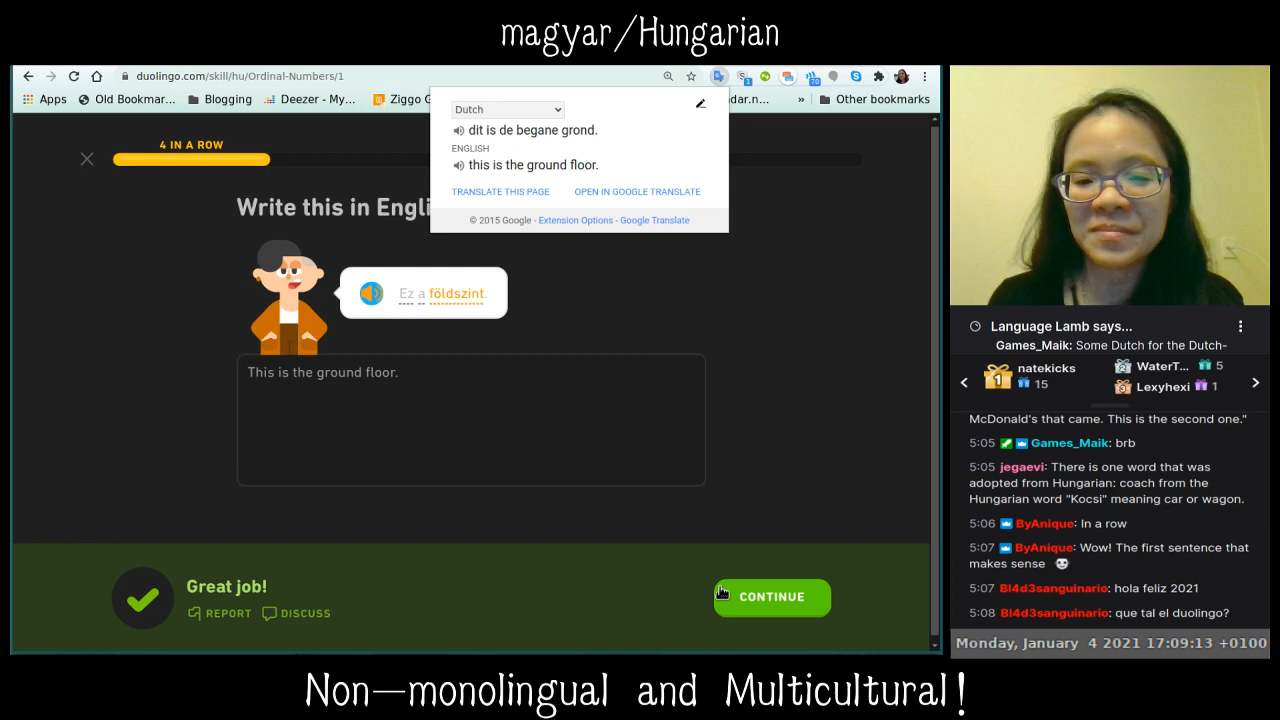 magyar/Hungarian
duolingo.com/skill/hu/Ordinal-Numbers/1
1
70
Apps
Old Bookmar...
Blogging
Deezer - My...
Ziggo G
dar.n...
»
Other bookmarks
Dutch
dit is de begane grond.
ENGLISH
this is the ground floor.
TRANSLATE THIS PAGE
OPEN IN GOOGLE TRANSLATE
© 2015 Google - Extension Options - Google Translate
4 IN A ROW
Write this in Engli
Ez a földszint.
This is the ground floor.
Great job!
REPORT
DISCUSS
CONTINUE
Language Lamb says...
Games_Maik: Some Dutch for the Dutch-
1
natekicks
15
2
WaterT...
5
3
Lexyhexi
1
McDonald's that came. This is the second one."
5:05 Games_Maik: brb
5:05 jegaevi: There is one word that was
adopted from Hungarian: coach from the
Hungarian word "Kocsi" meaning car or wagon.
5:06 ByAnique: In a row
5:07 ByAnique: Wow! The first sentence that
makes sense
5:07 Bl4d3sanguinario: hola feliz 2021
5:08 Bl4d3sanguinario: que tal el duolingo?
Monday, January 4 2021 17:09:13 +0100
Non-monolingual and Multicultural!